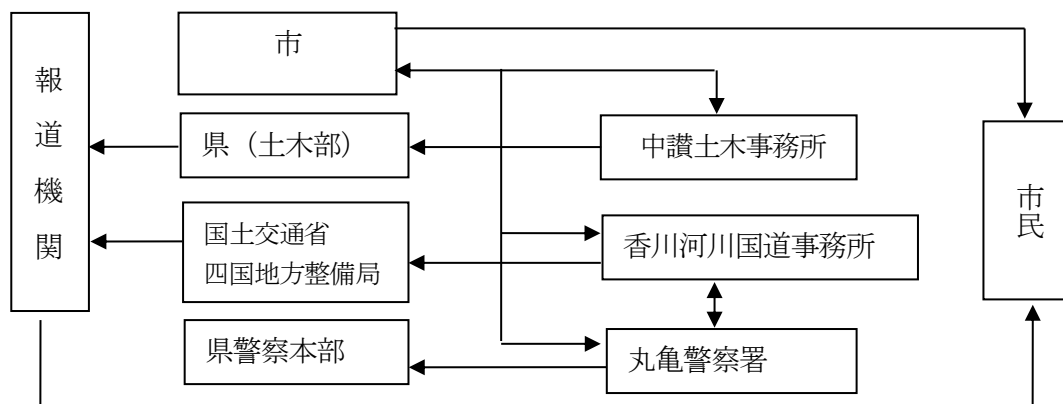 報道機関
市
県（土木部）
中讃土木事務所
国土交通省
四国地方整備局
香川河川国道事務所
県警察本部
丸亀警察署
市民